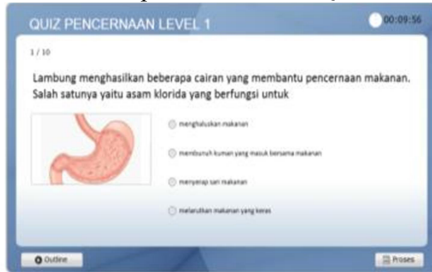 QUIZ PENCERNAAN LEVEL 1
00:09:56
1 / 10
Lambung menghasilkan beberapa cairan yang membantu pencernaan makanan.
Salah satunya yaitu asam klorida yang berfungsi untuk
menghaluskan makanan
membunuh kuman yang masuk bersama makanan
menyerap sari makanan
melarutkan makanan yang keras
Outline
Proses